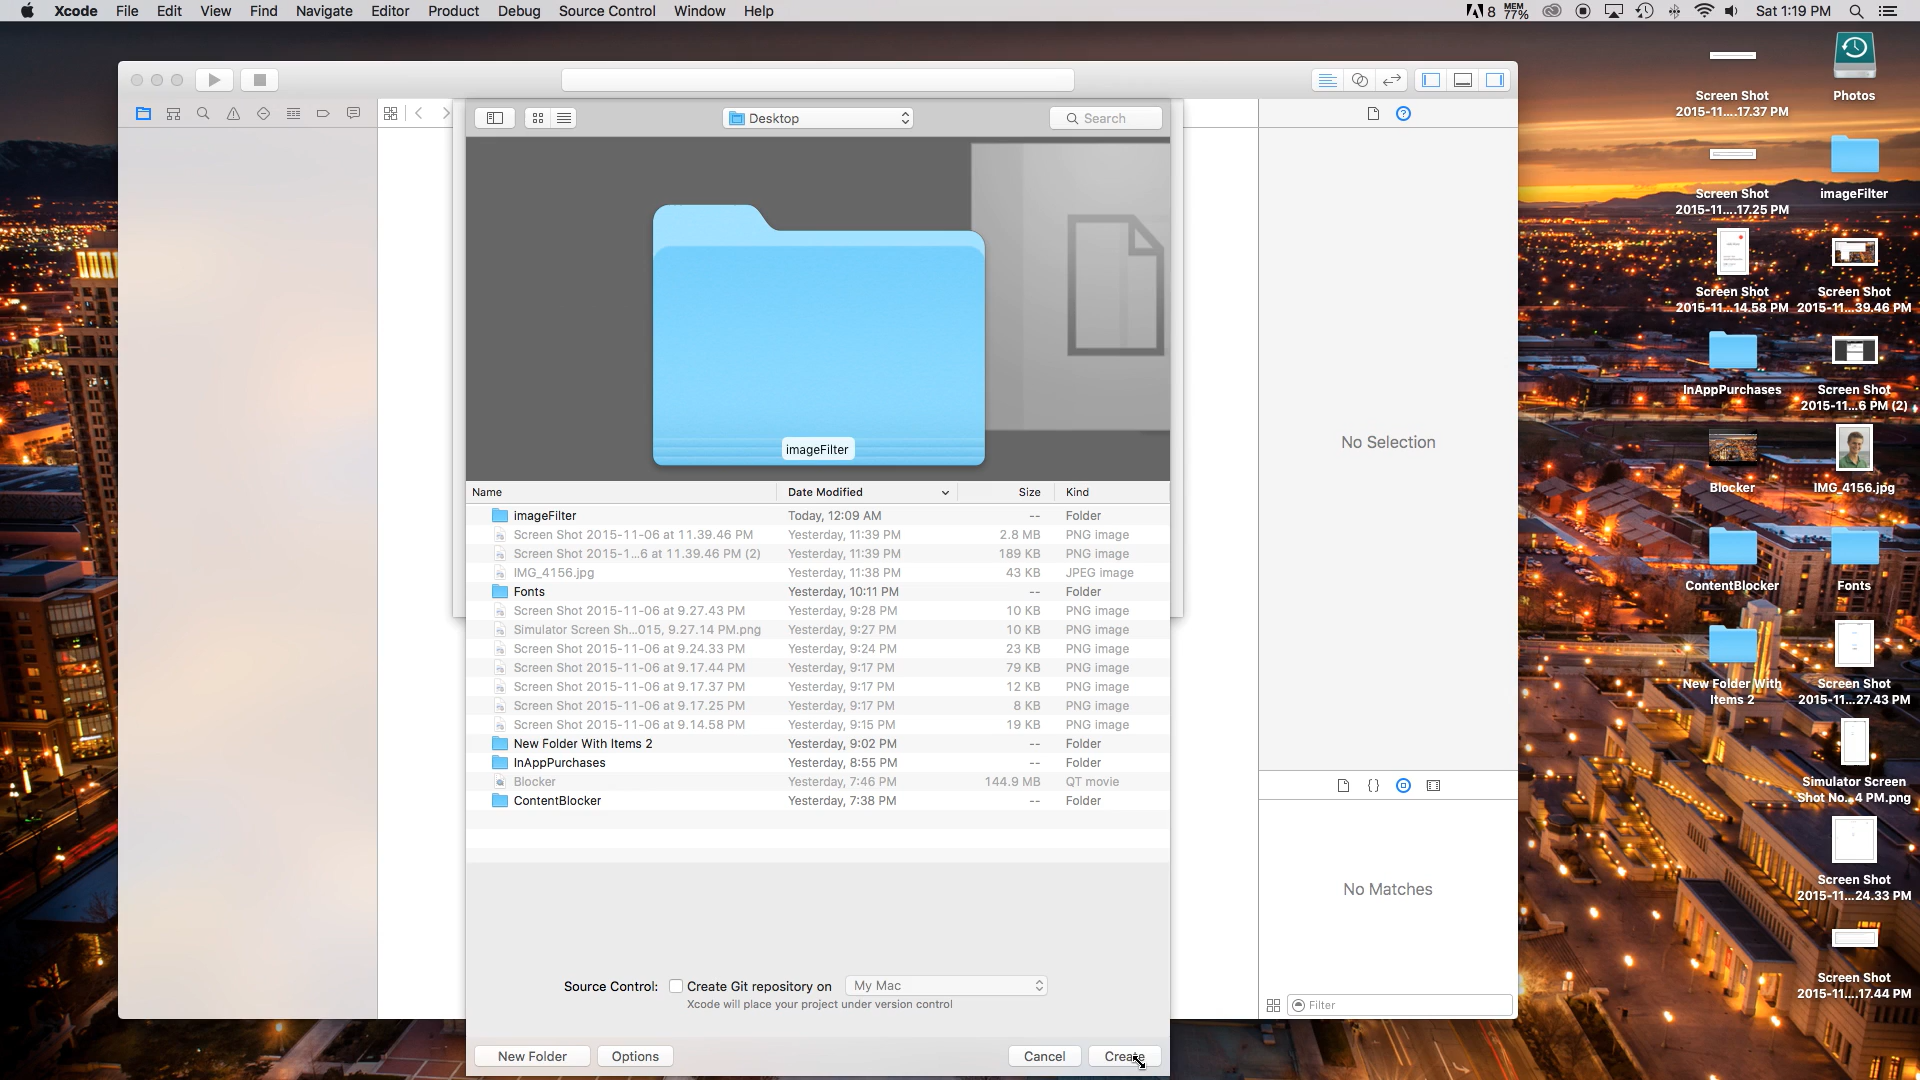 Xcode File Edit View Find Navigate Editor Product Debug Source Control Window Help
8 MEM 77% Sat 1:19 PM
Desktop
Search
imageFilter
Name Date Modified Size Kind
imageFilter Today, 12:09 AM -- Folder
Screen Shot 2015-11-06 at 11.39.46 PM Yesterday, 11:39 PM 2.8 MB PNG image
Screen Shot 2015-1...6 at 11.39.46 PM (2) Yesterday, 11:39 PM 189 KB PNG image
IMG_4156.jpg Yesterday, 11:38 PM 43 KB JPEG image
Fonts Yesterday, 10:11 PM -- Folder
Screen Shot 2015-11-06 at 9.27.43 PM Yesterday, 9:28 PM 10 KB PNG image
Simulator Screen Sh...015, 9.27.14 PM.png Yesterday, 9:27 PM 10 KB PNG image
Screen Shot 2015-11-06 at 9.24.33 PM Yesterday, 9:24 PM 23 KB PNG image
Screen Shot 2015-11-06 at 9.17.44 PM Yesterday, 9:17 PM 79 KB PNG image
Screen Shot 2015-11-06 at 9.17.37 PM Yesterday, 9:17 PM 12 KB PNG image
Screen Shot 2015-11-06 at 9.17.25 PM Yesterday, 9:17 PM 8 KB PNG image
Screen Shot 2015-11-06 at 9.14.58 PM Yesterday, 9:15 PM 19 KB PNG image
New Folder With Items 2 Yesterday, 9:02 PM -- Folder
InAppPurchases Yesterday, 8:55 PM -- Folder
Blocker Yesterday, 7:46 PM 144.9 MB QT movie
ContentBlocker Yesterday, 7:38 PM -- Folder
Source Control: Create Git repository on My Mac
Xcode will place your project under version control
New Folder Options Cancel Create
No Selection
{}
No Matches
Filter
Screen Shot
2015-11....17.37 PM
Photos
Screen Shot
2015-11....17.25 PM
imageFilter
Screen Shot
2015-11...14.58 PM
Screen Shot
2015-11...39.46 PM
InAppPurchases
Screen Shot
2015-11...6 PM (2)
Blocker
IMG_4156.jpg
ContentBlocker
Fonts
New Folder With
Items 2
Screen Shot
2015-11...27.43 PM
Simulator Screen
Shot No...4 PM.png
Screen Shot
2015-11...24.33 PM
Screen Shot
2015-11....17.44 PM